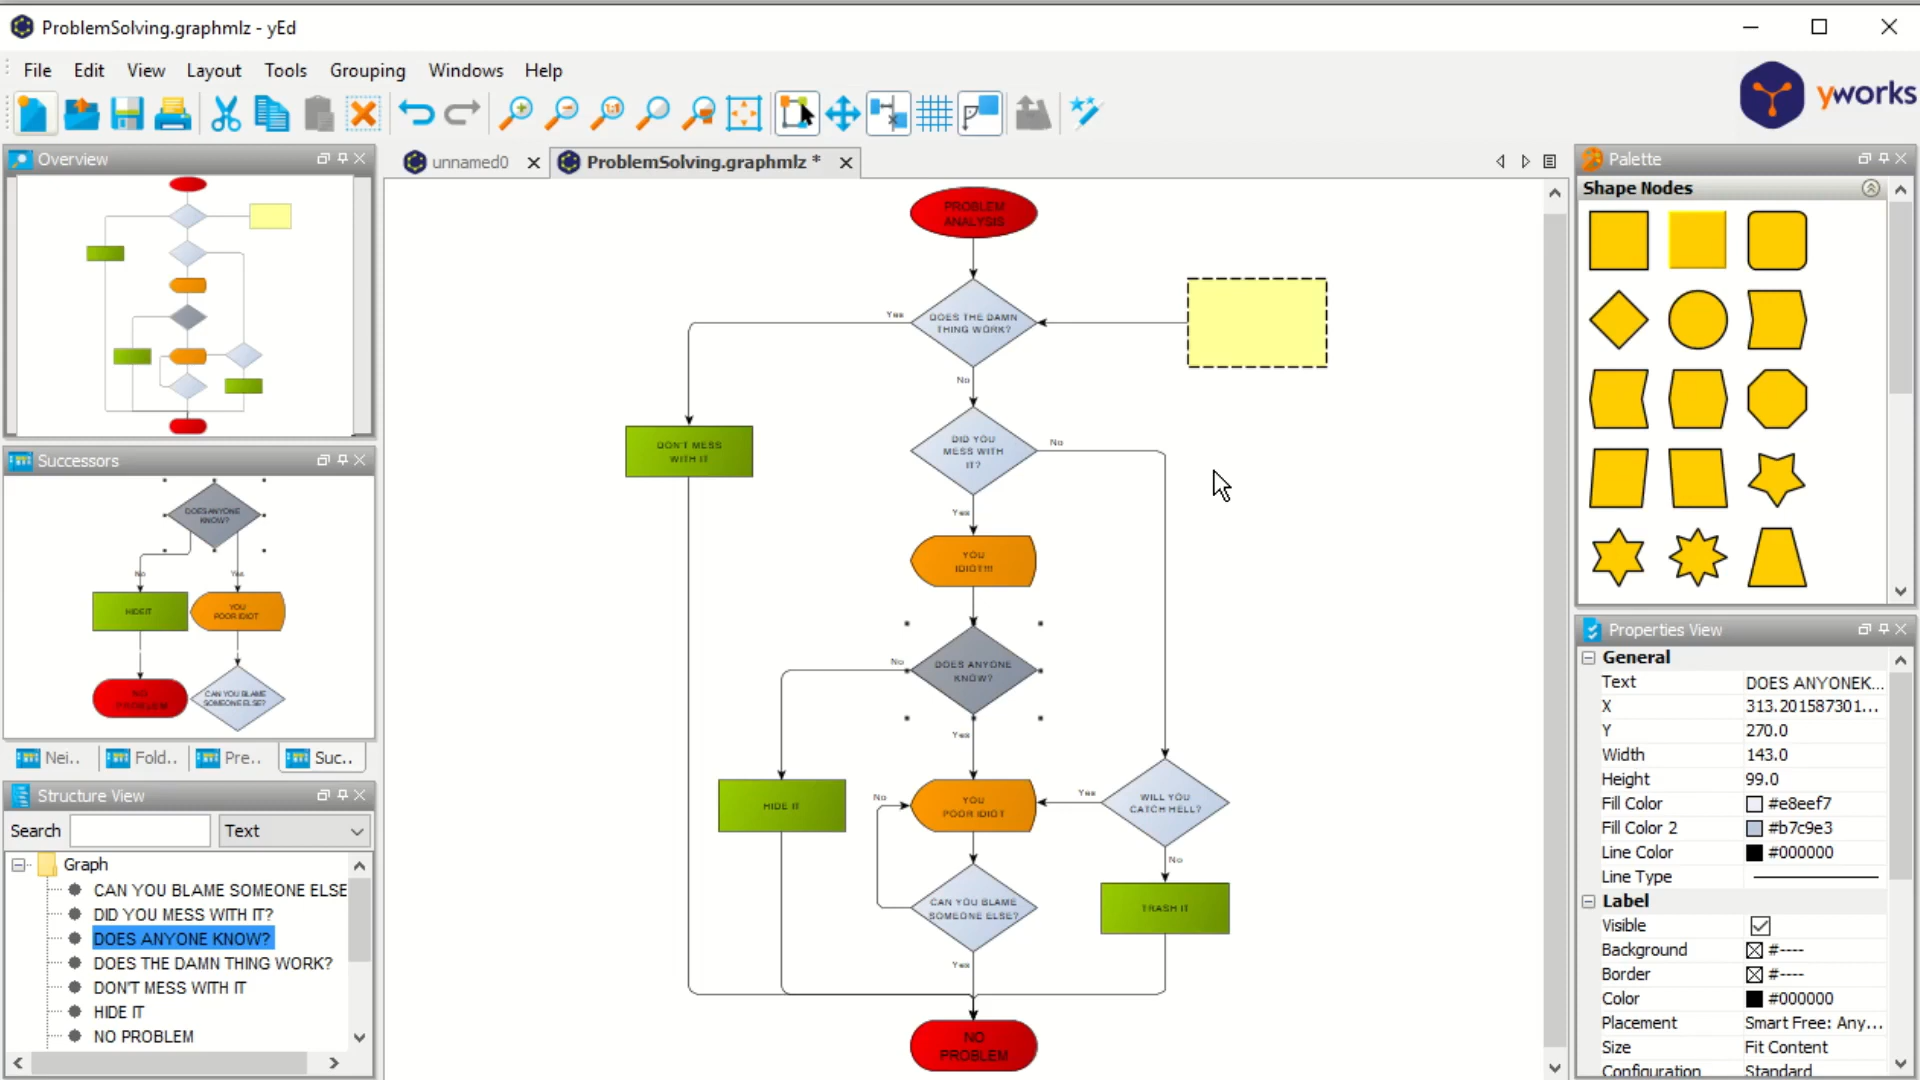 ProblemSolving.graphmlz - yEd
File Edit View Layout Tools Grouping Windows Help
1:1
yworks
Overview
unnamed0
ProblemSolving.graphmlz *
Palette
Shape Nodes
PROBLEM
ANALYSIS
DOES THE DAMN
THING WORK?
Yes
No
DON'T MESS
WITH IT
DID YOU
MESS WITH
IT?
No
Yes
YOU
IDIOT!!!
DOES ANYONE
KNOW?
No
Yes
HIDE IT
No
YOU
POOR IDIOT
Yes
WILL YOU
CATCH HELL?
No
CAN YOU BLAME
SOMEONE ELSE?
TRASH IT
Yes
NO
PROBLEM
Successors
DOES ANYONE
KNOW?
No
Yes
HIDE IT
YOU
POOR IDIOT
NO
PROBLEM
CAN YOU BLAME
SOMEONE ELSE?
Nei.. Fold.. Pre.. Suc..
Structure View
Search Text
Graph
CAN YOU BLAME SOMEONE ELSE
DID YOU MESS WITH IT?
DOES ANYONE KNOW?
DOES THE DAMN THING WORK?
DON'T MESS WITH IT
HIDE IT
NO PROBLEM
Properties View
General
Text DOES ANYONEK...
X 313.201587301...
Y 270.0
Width 143.0
Height 99.0
Fill Color #e8eef7
Fill Color 2 #b7c9e3
Line Color #000000
Line Type
Label
Visible
Background #----
Border #----
Color #000000
Placement Smart Free: Any...
Size Fit Content
Configuration Standard